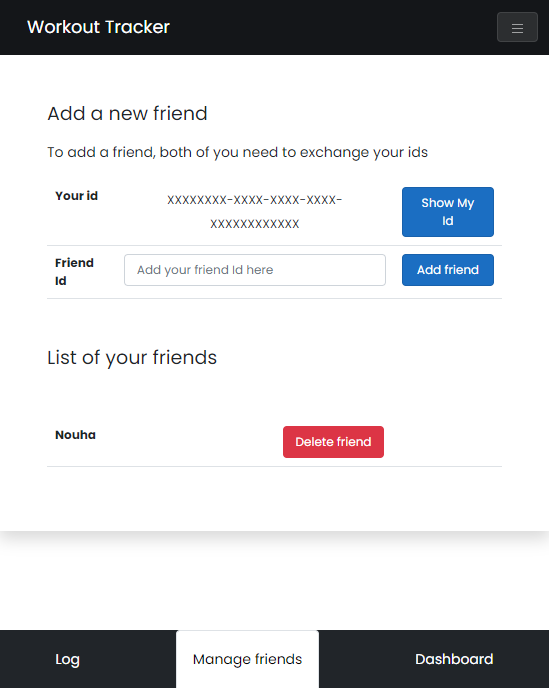 Workout Tracker
Add a new friend
To add a friend, both of you need to exchange your ids
Your id
XXXXXXXX-XXXX-XXXX-XXXX-
XXXXXXXXXXXX
Show My
Id
Friend
Id
Add your friend Id here
Add friend
List of your friends
Nouha
Delete friend
Log
Manage friends
Dashboard